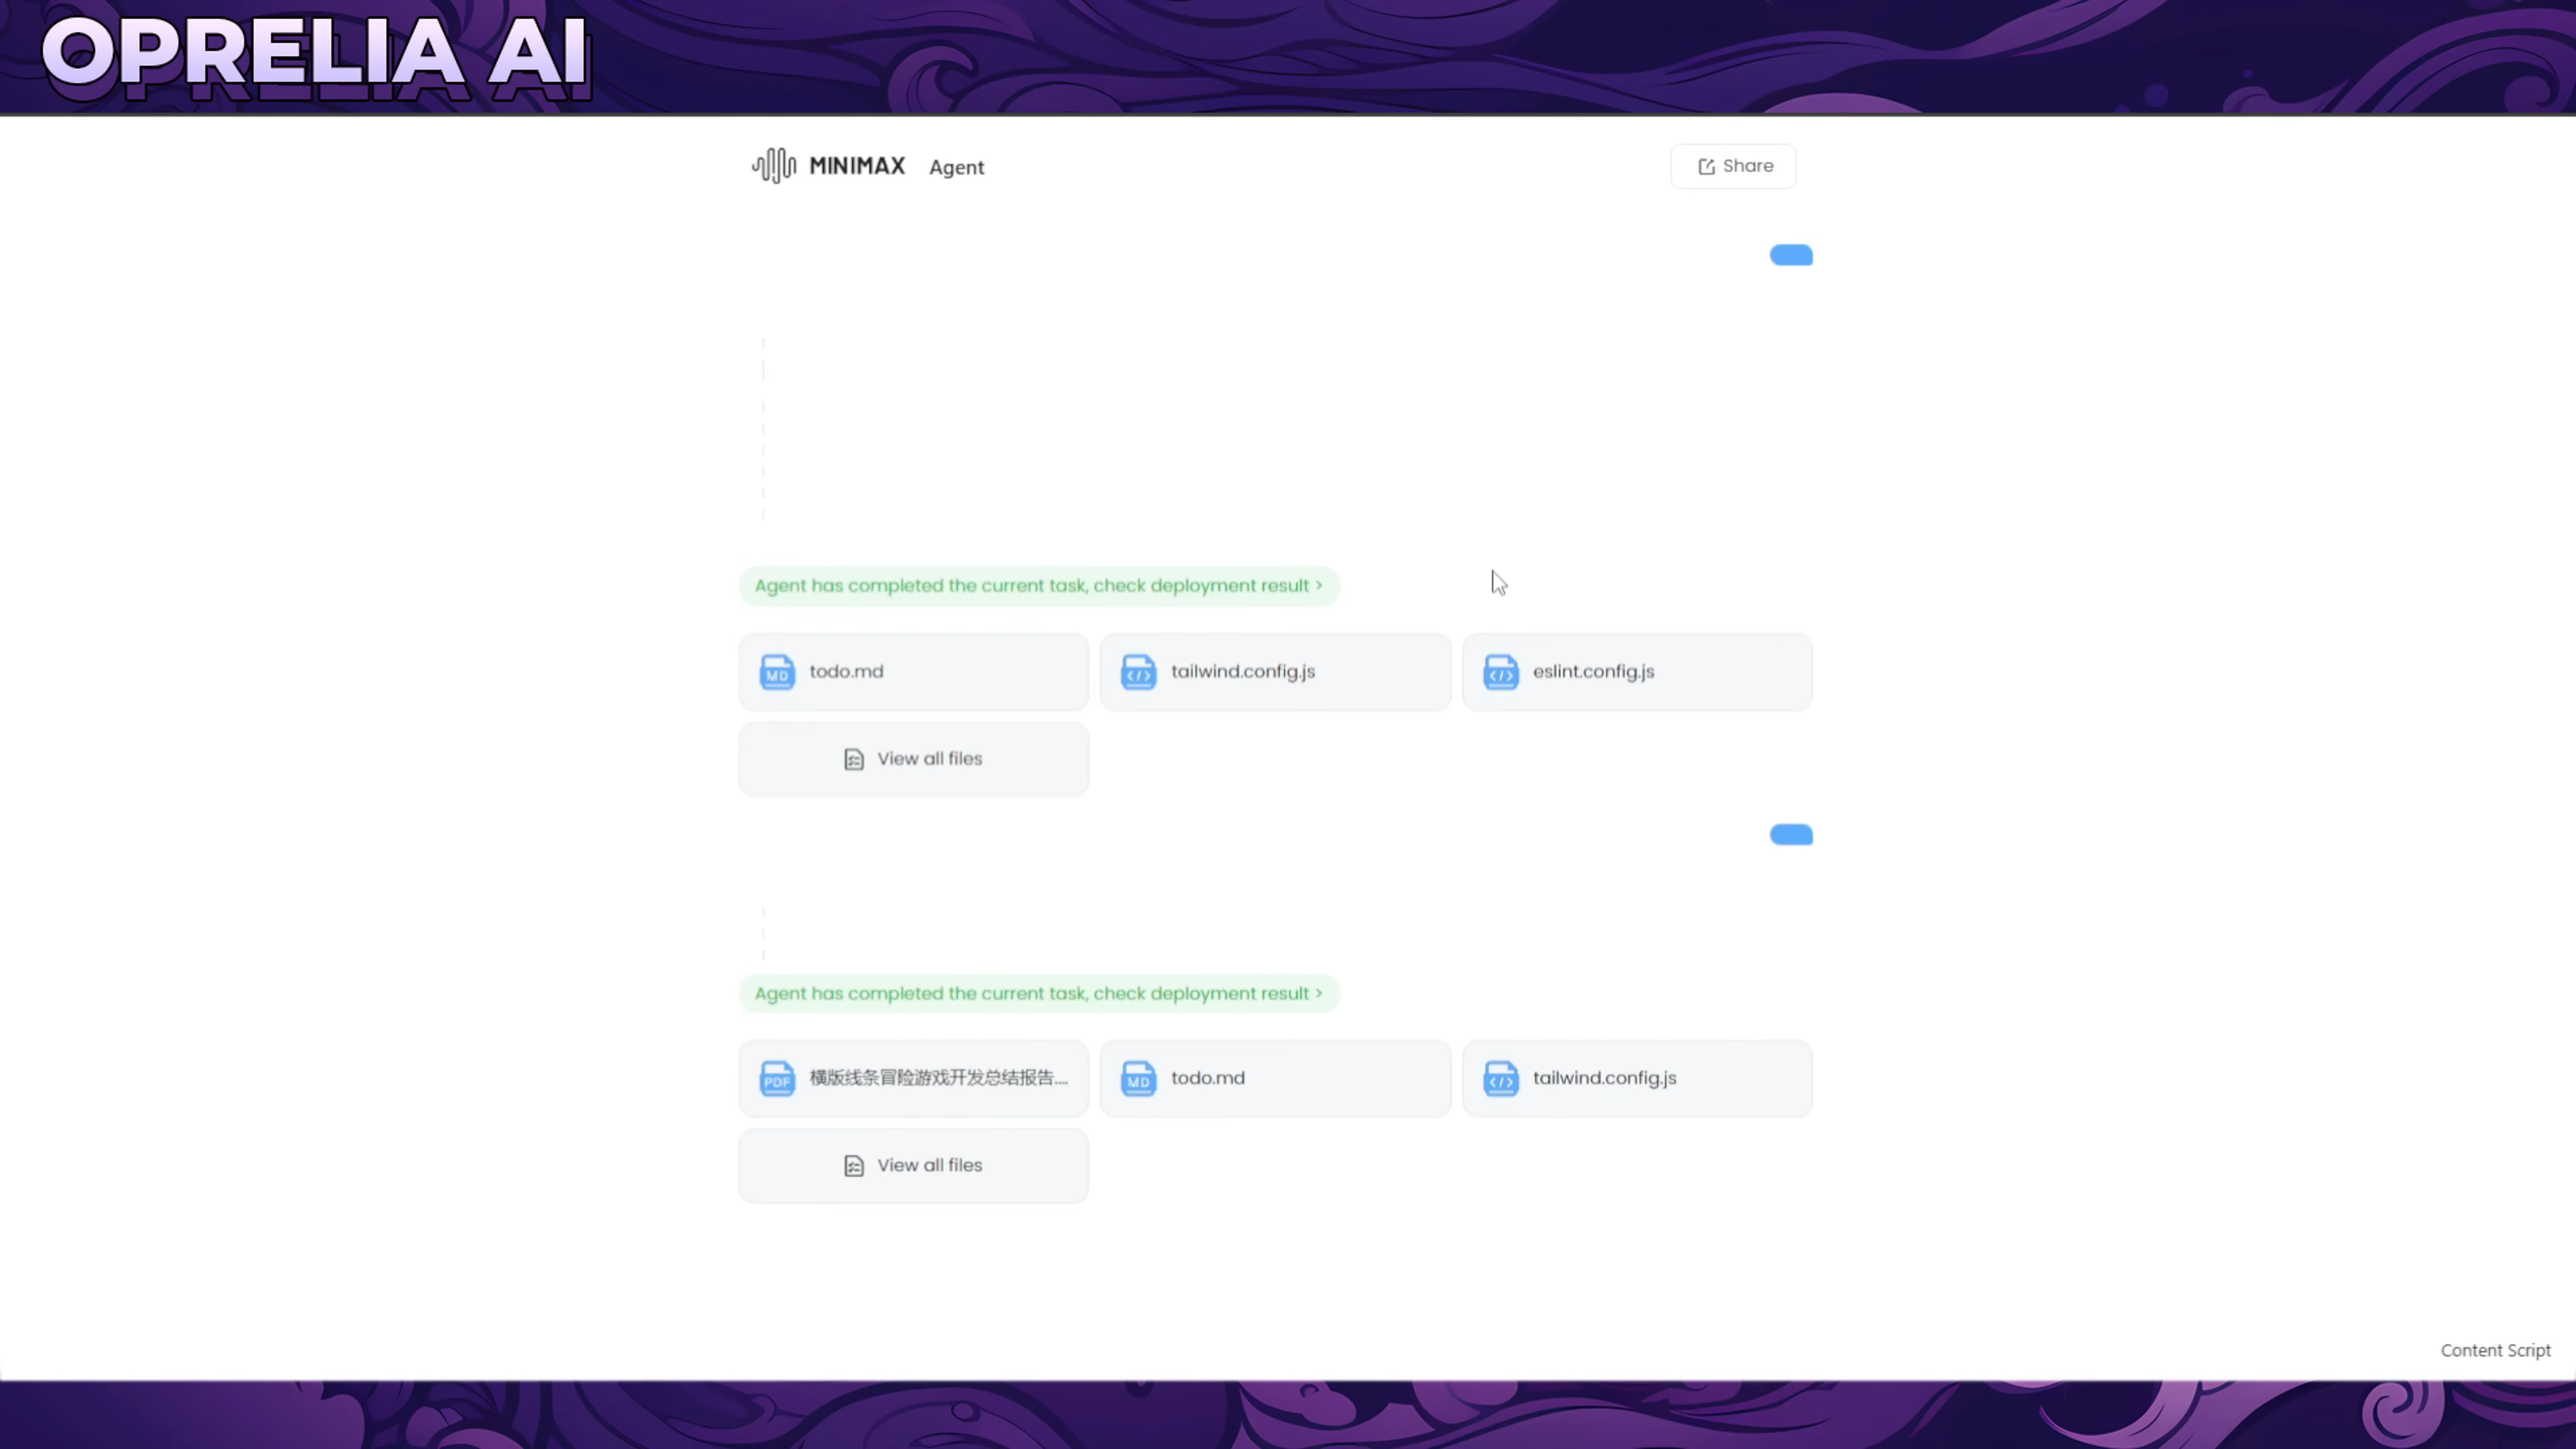 OPRELIA AI
MINIMAX Agent
Share
Agent has completed the current task, check deployment result >
MD todo.md
</> tailwind.config.js
</> eslint.config.js
View all files
Agent has completed the current task, check deployment result >
PDF 横版线条冒险游戏开发总结报告....
MD todo.md
</> tailwind.config.js
View all files
Content Script